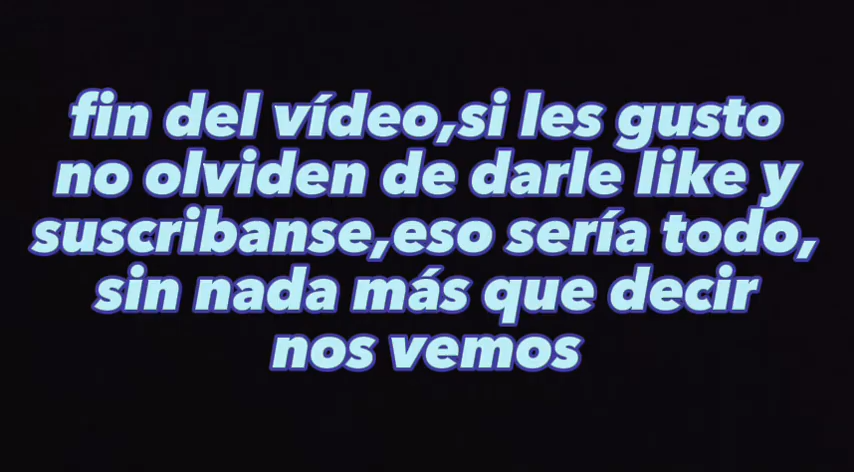 fin del vídeo,si les gusto
no olviden de darle like y
suscribanse,eso sería todo,
sin nada más que decir
nos vemos